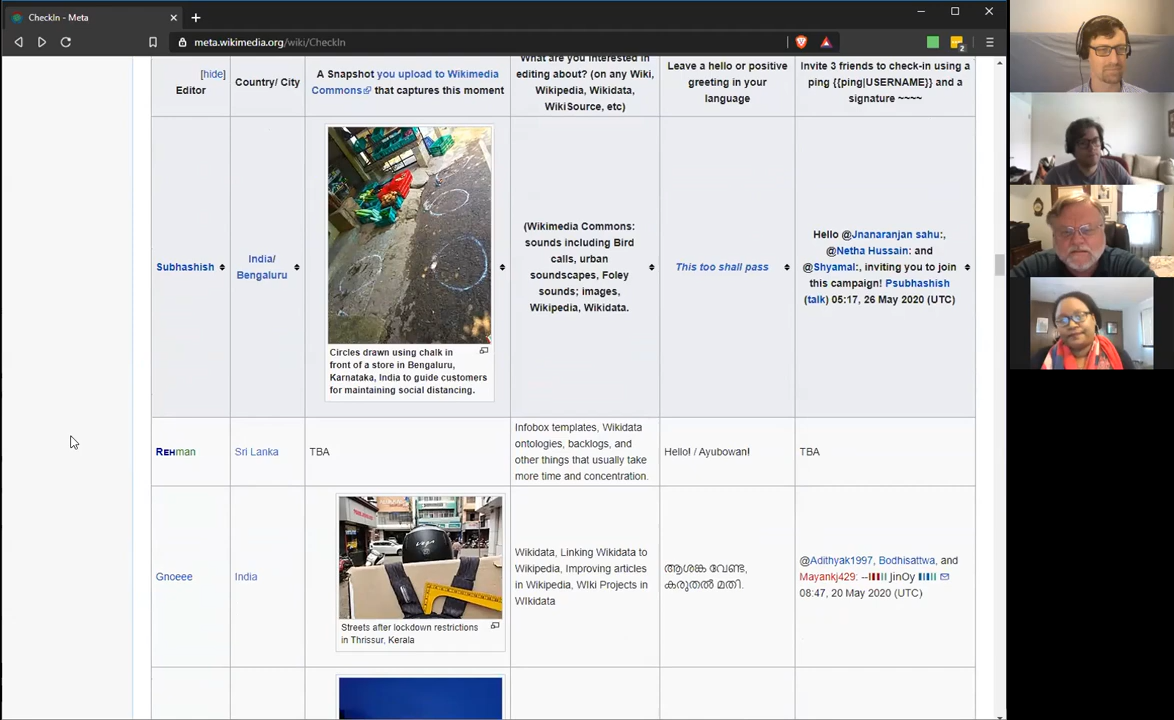 CheckIn - Meta
meta.wikimedia.org/wiki/CheckIn
2
[hide]
Editor
Country/ City
A Snapshot you upload to Wikimedia
Commons that captures this moment
What are you interested in
editing about? (on any Wiki,
Wikipedia, Wikidata,
WikiSource, etc)
Leave a hello or positive
greeting in your
language
Invite 3 friends to check-in using a
ping {{ping|USERNAME}} and a
signature ~~~~
Subhashish
India/
Bengaluru
Circles drawn using chalk in
front of a store in Bengaluru,
Karnataka, India to guide customers
for maintaining social distancing.
(Wikimedia Commons:
sounds including Bird
calls, urban
soundscapes, Foley
sounds; images,
Wikipedia, Wikidata.
This too shall pass
Hello @Jnanaranjan sahu:,
@Netha Hussain: and
@Shyamal:, inviting you to join
this campaign! Psubhashish
(talk) 05:17, 26 May 2020 (UTC)
Rehman
Sri Lanka
TBA
Infobox templates, Wikidata
ontologies, backlogs, and
other things that usually take
more time and concentration.
Hello! / Ayubowan!
TBA
Gnoeee
India
Streets after lockdown restrictions
in Thrissur, Kerala
Wikidata, Linking Wikidata to
Wikipedia, Improving articles
in Wikipedia, WIki Projects in
WIkidata
ആശങ്ക വേണ്ട,
കരുതൽ മതി.
@Adithyak1997, Bodhisattwa, and
Mayankj429: -- JinOy
08:47, 20 May 2020 (UTC)